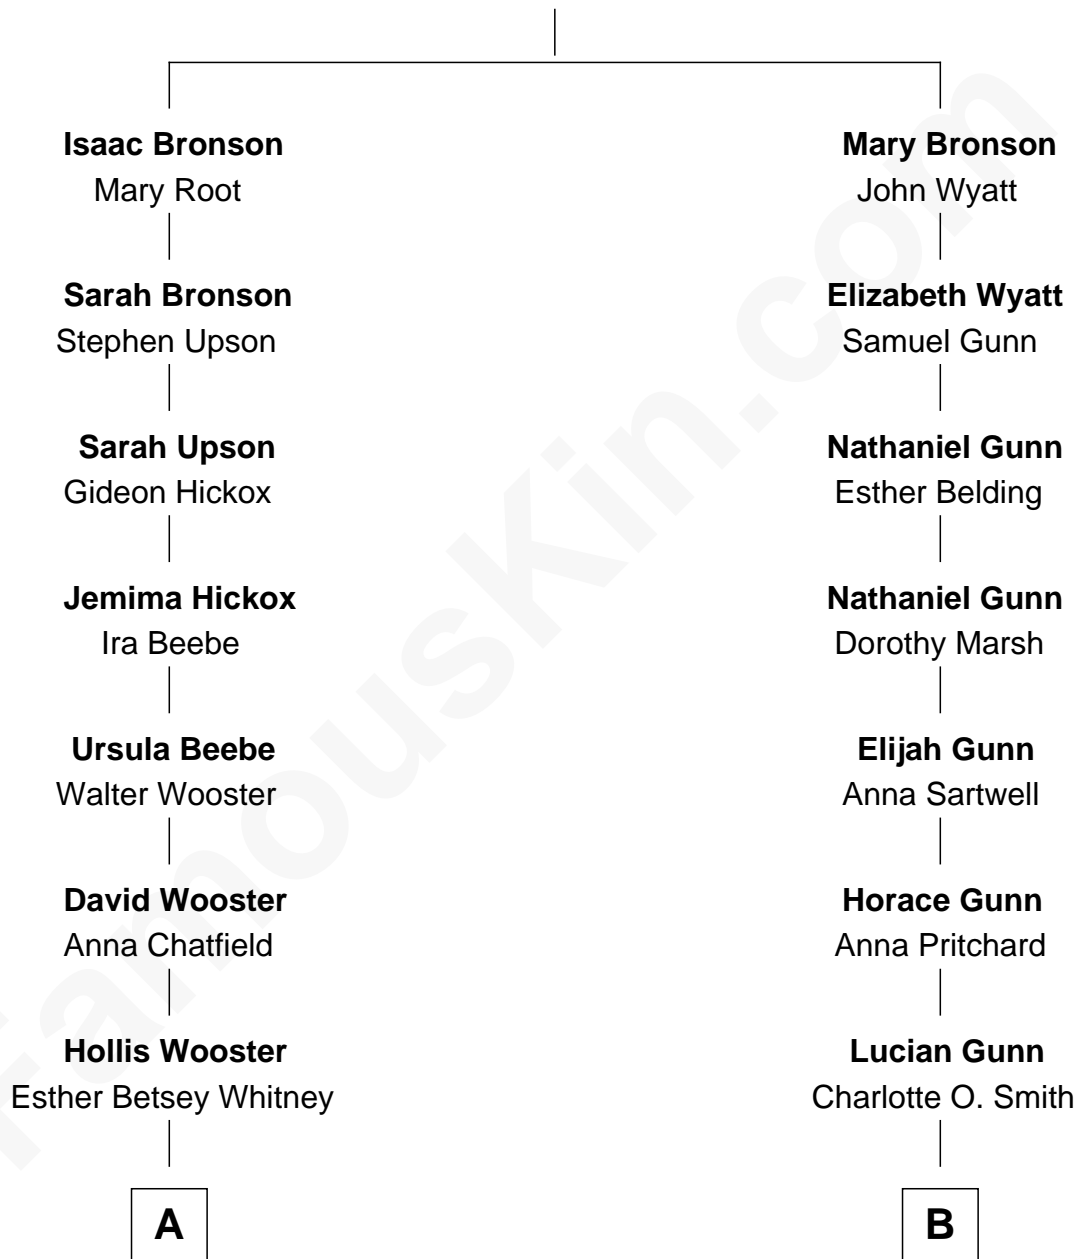 Isaac Bronson
Mary Root
Mary Bronson
John Wyatt
Sarah Bronson
Stephen Upson
Elizabeth Wyatt
Samuel Gunn
Sarah Upson
Gideon Hickox
Nathaniel Gunn
Esther Belding
Jemima Hickox
Ira Beebe
Nathaniel Gunn
Dorothy Marsh
Ursula Beebe
Walter Wooster
Elijah Gunn
Anna Sartwell
David Wooster
Anna Chatfield
Horace Gunn
Anna Pritchard
Hollis Wooster
Esther Betsey Whitney
Lucian Gunn
Charlotte O. Smith
A
B
FamousKin.com